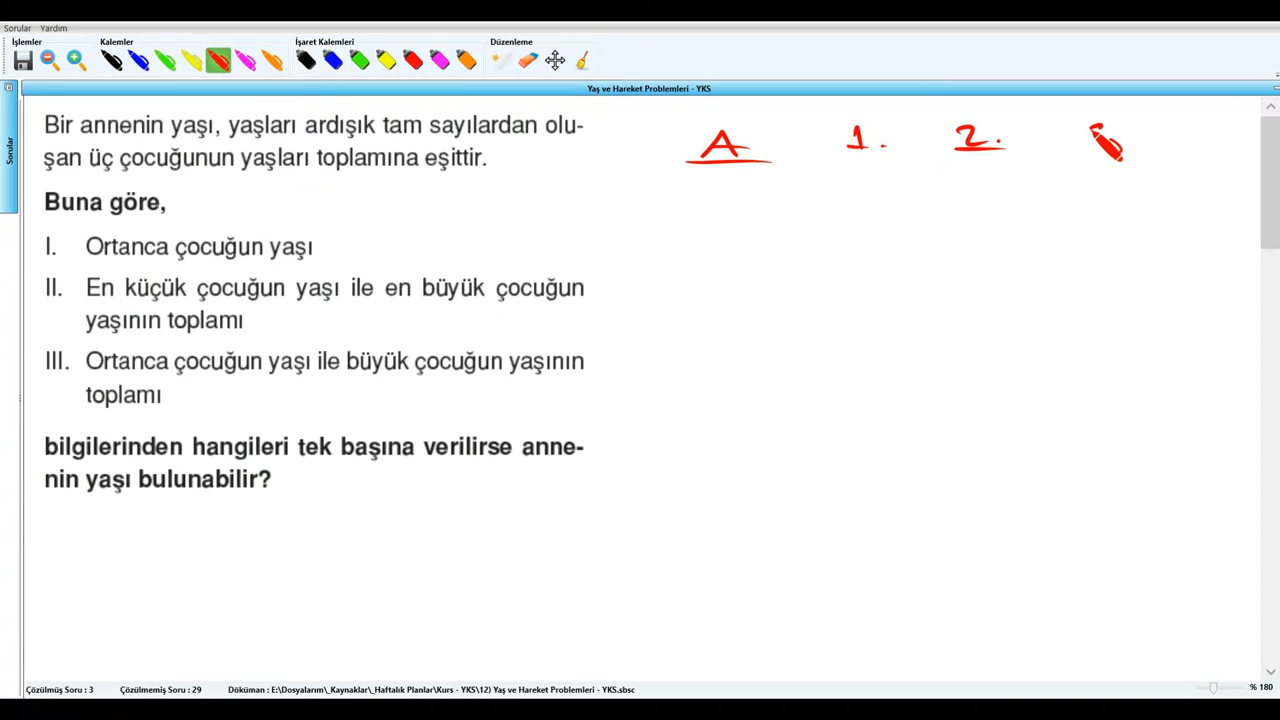 Sorular Yardım
İşlemler Kalemler İşaret Kalemleri Düzenleme
Yaş ve Hareket Problemleri - YKS
Sorular
Bir annenin yaşı, yaşları ardışık tam sayılardan olu-
şan üç çocuğunun yaşları toplamına eşittir.
Buna göre,
I. Ortanca çocuğun yaşı
II. En küçük çocuğun yaşı ile en büyük çocuğun
yaşının toplamı
III. Ortanca çocuğun yaşı ile büyük çocuğun yaşının
toplamı
bilgilerinden hangileri tek başına verilirse anne-
nin yaşı bulunabilir?
A 1. 2.
Çözülmüş Soru : 3 Çözülmemiş Soru : 29 Döküman : E:\Dosyalarım\_Kaynaklar\_Haftalık Planlar\Kurs - YKS\12) Yaş ve Hareket Problemleri - YKS.sbsc % 180